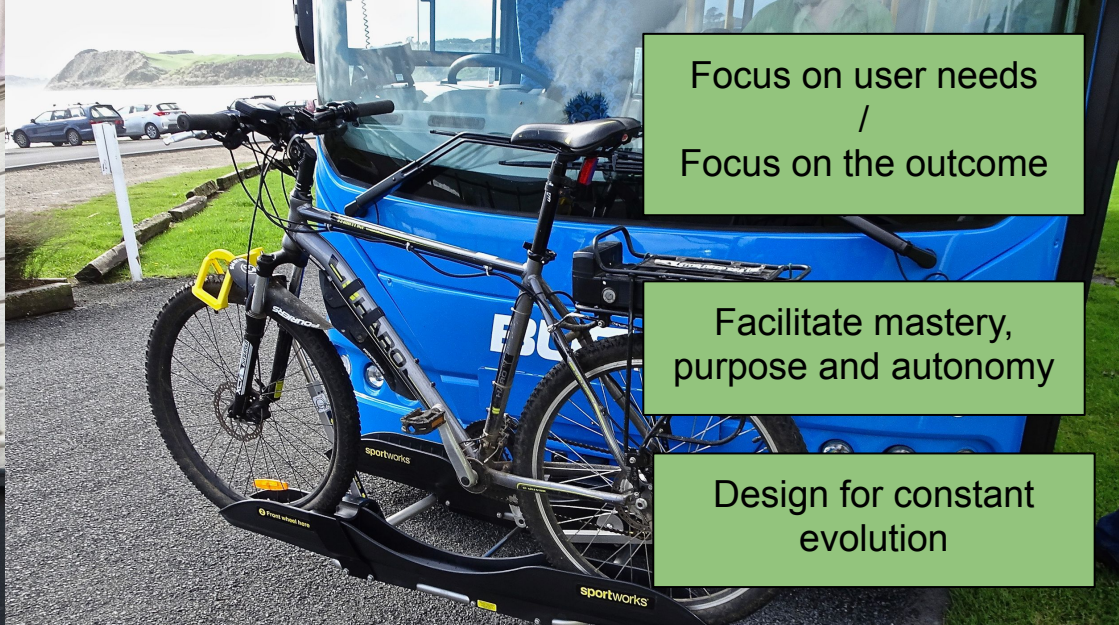 Focus on user needs
/
Focus on the outcome
Facilitate mastery,
purpose and autonomy
Design for constant
evolution
HARO
sportworks
Front wheel here
sportworks